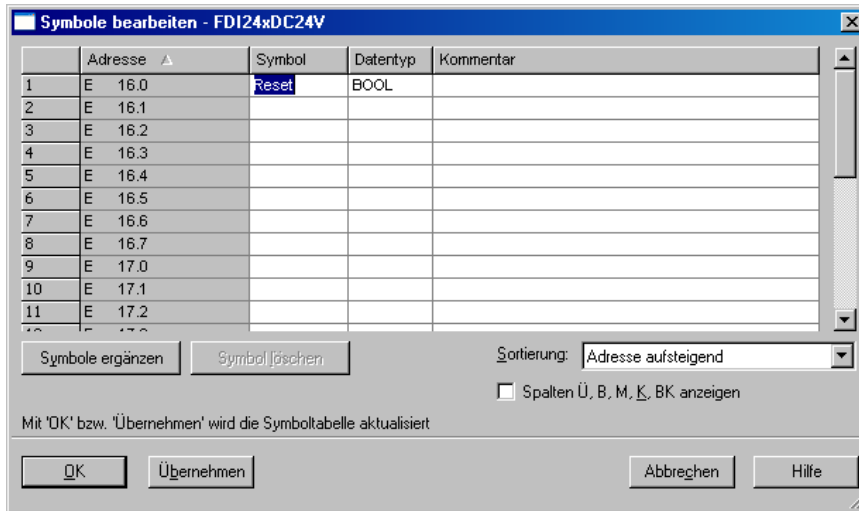 Symbole bearbeiten - FDI24xDC24V
Adresse Symbol Datentyp Kommentar
1 E 16.0 Reset BOOL
2 E 16.1
3 E 16.2
4 E 16.3
5 E 16.4
6 E 16.5
7 E 16.6
8 E 16.7
9 E 17.0
10 E 17.1
11 E 17.2
Symbole ergänzen Symbol löschen Sortierung: Adresse aufsteigend
Spalten Ü, B, M, K, BK anzeigen
Mit 'OK' bzw. 'Übernehmen' wird die Symboltabelle aktualisiert
OK Übernehmen Abbrechen Hilfe